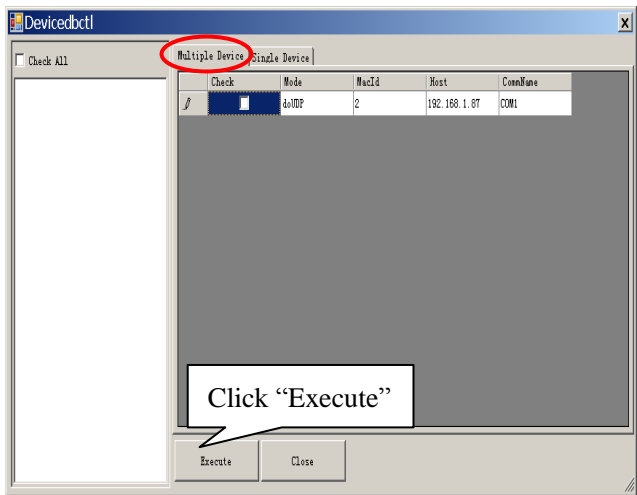 Devicedbctl
Check All
Multiple Device Single Device
Check Mode MacId Host CommName
doUDP 2 192.168.1.87 COM1
Click “Execute”
Execute Close